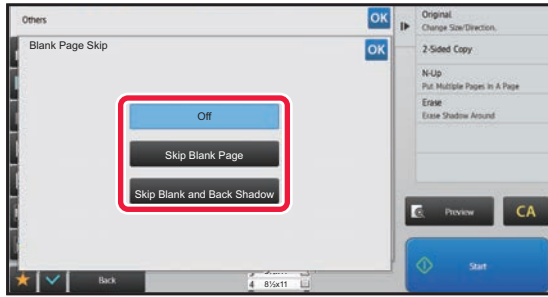 Others
OK
Blank Page Skip
OK
Off
Skip Blank Page
Skip Blank and Back Shadow
Back
4 8½x11
Original
Change Size/Direction.
2-Sided Copy
N-Up
Put Multiple Pages in A Page
Erase
Erase Shadow Around
Preview
CA
Start